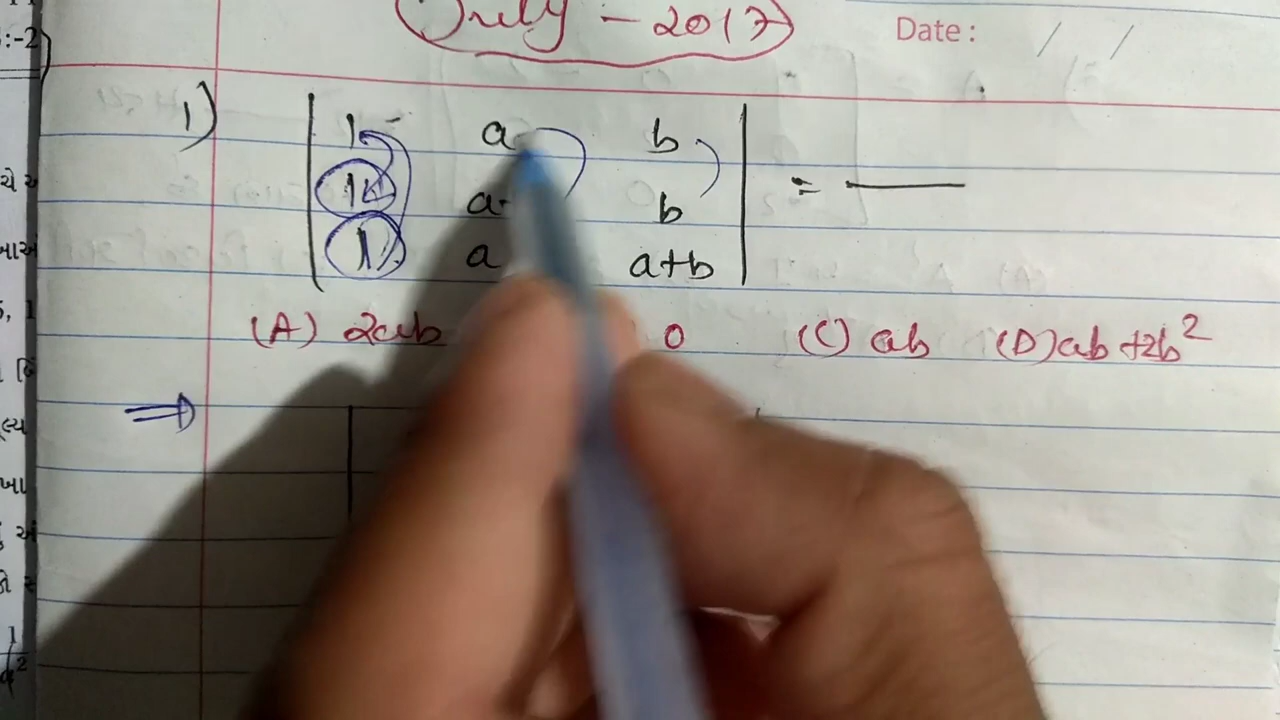 July - 2017
Date: / /
1) | 1 a b |
| 1 a+ b | = ———
| 1 a a+b |
(A) 2ab 0 (C) ab (D) ab+2b²
⇒